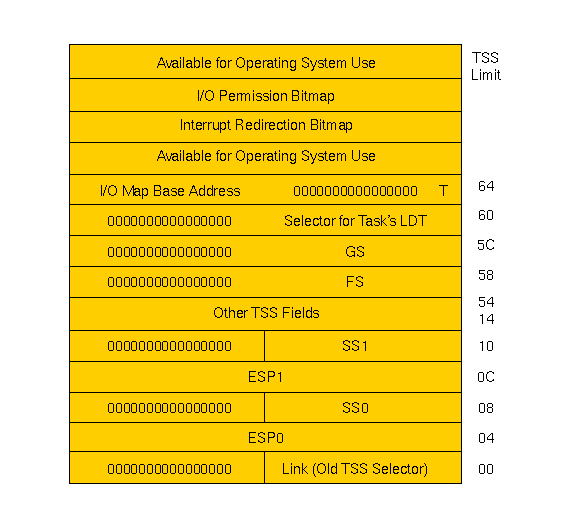 Available for Operating System Use TSS Limit
I/O Permission Bitmap
Interrupt Redirection Bitmap
Available for Operating System Use
I/O Map Base Address 0000000000000000 T 64
0000000000000000 Selector for Task's LDT 60
0000000000000000 GS 5C
0000000000000000 FS 58
Other TSS Fields 54 14
0000000000000000 SS1 10
ESP1 0C
0000000000000000 SS0 08
ESP0 04
0000000000000000 Link (Old TSS Selector) 00